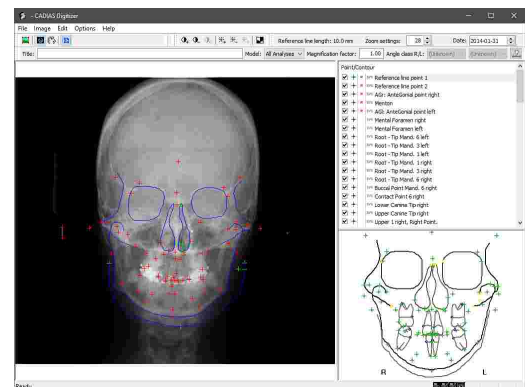 - CADIAS Digitizer
File Image Edit Options Help
Reference line length: 10.0 mm Zoom settings: 28 Date: 2014-01-31
Title: Model: All Analyses Magnification factor: 1.00 Angle class R/L: (Unknown) (Unknown)
Point/Contour
Reference line point 1
Reference line point 2
AGr: AnteGonial point right
Menton
AGl: AnteGonial point left
Mental Foramen right
Mental Foramen left
Root - Tip Mand. 6 left
Root - Tip Mand. 3 left
Root - Tip Mand. 1 left
Root - Tip Mand. 1 right
Root - Tip Mand. 3 right
Root - Tip Mand. 6 right
Buccal Point Mand. 6 right
Contact Point 6 right
Lower Canine Tip right
Upper Canine Tip right
Upper 1 right, Right Point.
R L
Ready